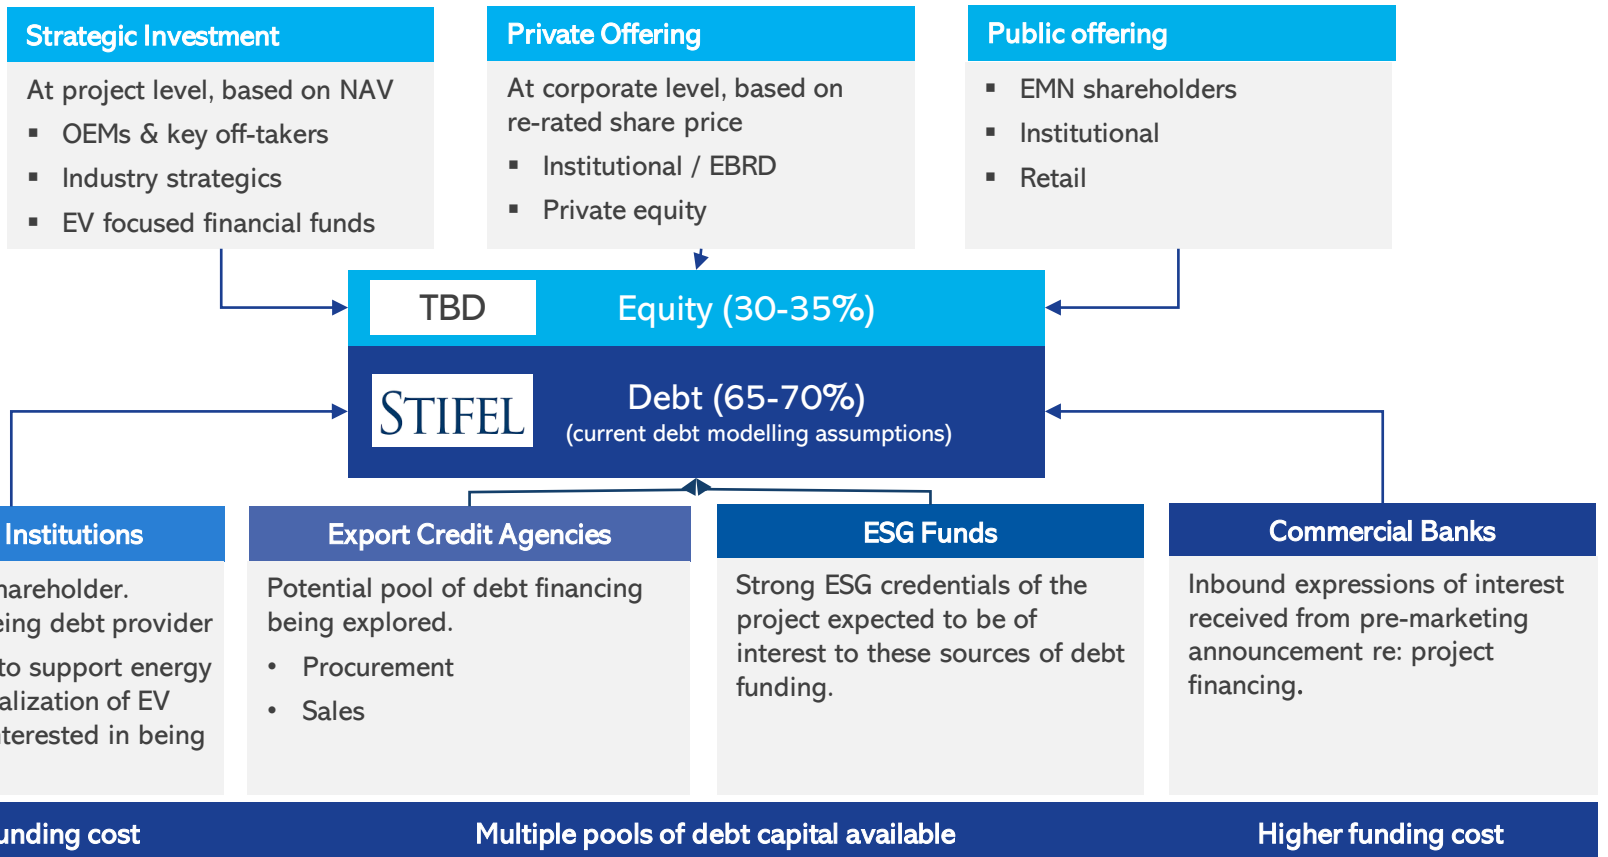 Strategic Investment
At project level, based on NAV
▪ OEMs & key off-takers
▪ Industry strategics
▪ EV focused financial funds
Private Offering
At corporate level, based on
re-rated share price
▪ Institutional / EBRD
▪ Private equity
Public offering
▪ EMN shareholders
▪ Institutional
▪ Retail
TBD
Equity (30-35%)
STIFEL
Debt (65-70%)
(current debt modelling assumptions)
Institutions
hareholder.
eing debt provider
to support energy
alization of EV
nterested in being
Export Credit Agencies
Potential pool of debt financing
being explored.
• Procurement
• Sales
ESG Funds
Strong ESG credentials of the
project expected to be of
interest to these sources of debt
funding.
Commercial Banks
Inbound expressions of interest
received from pre-marketing
announcement re: project
financing.
unding cost
Multiple pools of debt capital available
Higher funding cost